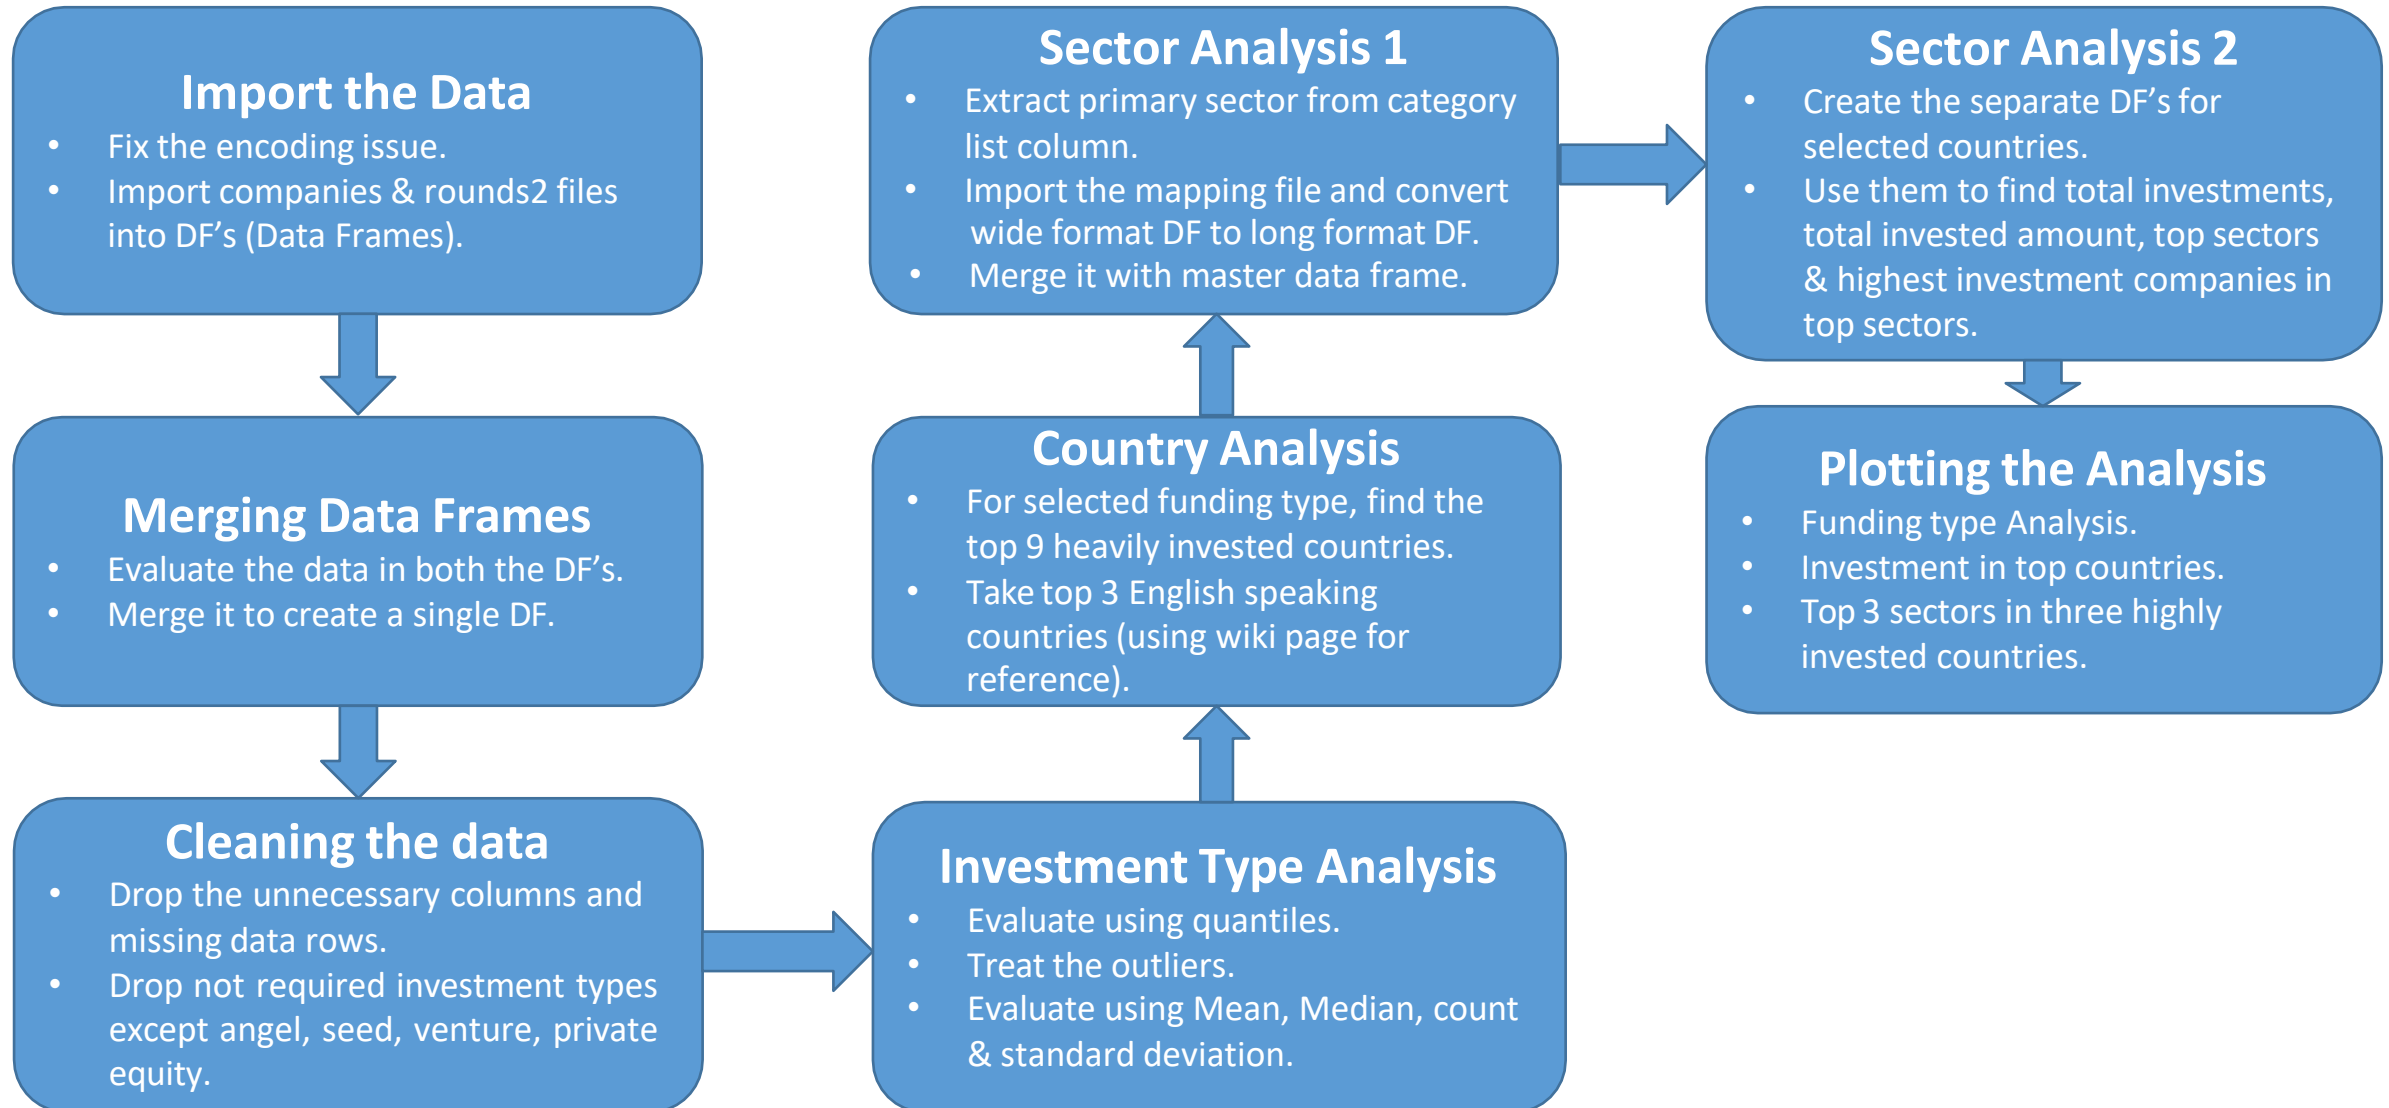 Import the Data
• Fix the encoding issue.
• Import companies & rounds2 files
into DF's (Data Frames).
Merging Data Frames
• Evaluate the data in both the DF's.
• Merge it to create a single DF.
Cleaning the data
• Drop the unnecessary columns and
missing data rows.
• Drop not required investment types
except angel, seed, venture, private
equity.
Investment Type Analysis
• Evaluate using quantiles.
• Treat the outliers.
• Evaluate using Mean, Median, count
& standard deviation.
Country Analysis
• For selected funding type, find the
top 9 heavily invested countries.
• Take top 3 English speaking
countries (using wiki page for
reference).
Sector Analysis 1
• Extract primary sector from category
list column.
• Import the mapping file and convert
wide format DF to long format DF.
• Merge it with master data frame.
Sector Analysis 2
• Create the separate DF’s for
selected countries.
• Use them to find total investments,
total invested amount, top sectors
& highest investment companies in
top sectors.
Plotting the Analysis
• Funding type Analysis.
• Investment in top countries.
• Top 3 sectors in three highly
invested countries.